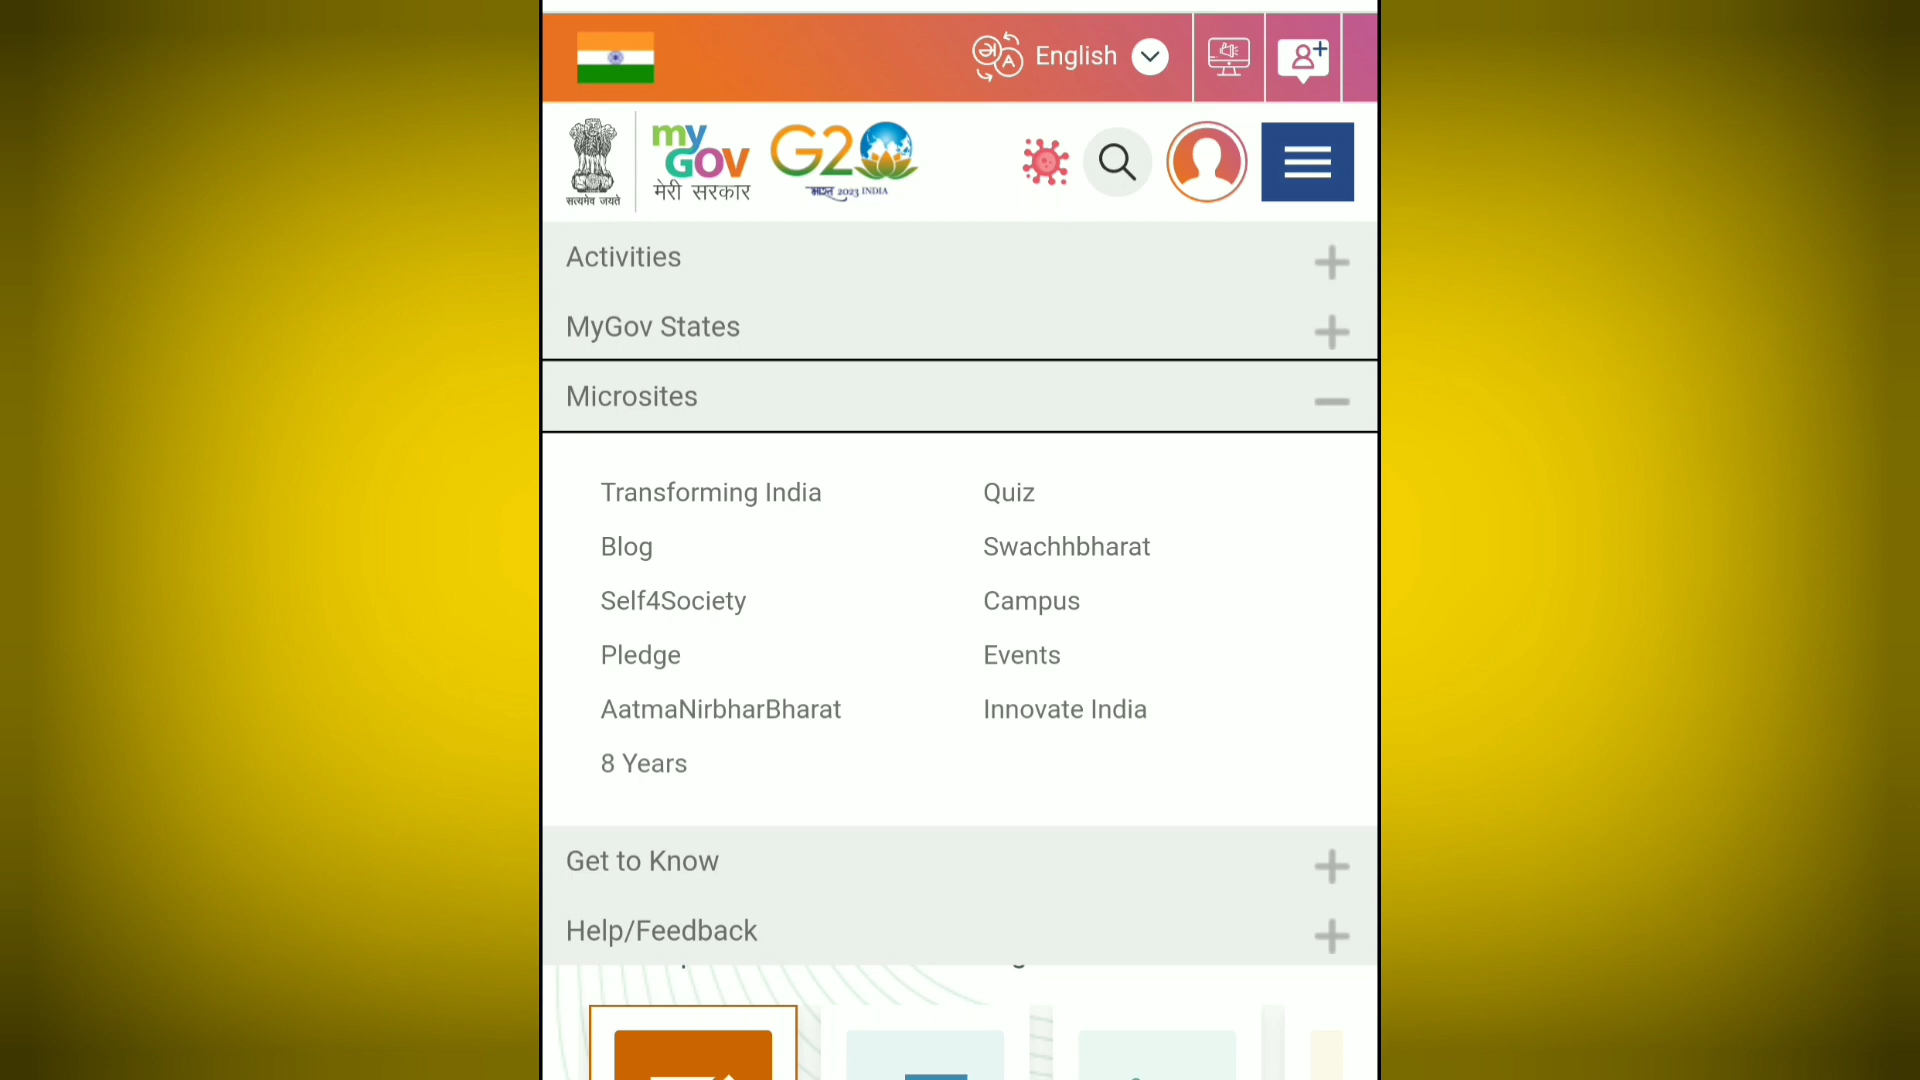 English
सत्यमेव जयते
my
GOV
मेरी सरकार
G20
भारत 2023 INDIA
Activities
MyGov States
Microsites
Transforming India
Quiz
Blog
Swachhbharat
Self4Society
Campus
Pledge
Events
AatmaNirbharBharat
Innovate India
8 Years
Get to Know
Help/Feedback